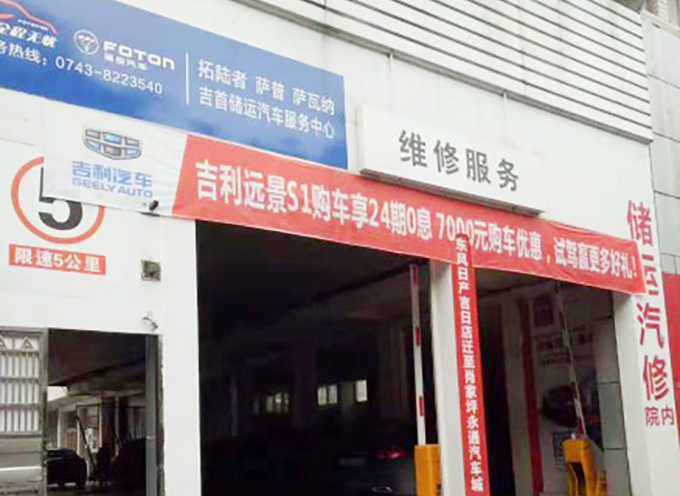 全程无忧
务热线：0743-8223540
FOTON
福田汽车
拓陆者 萨普 萨瓦纳
吉首储运汽车服务中心
维修服务
吉利汽车
GEELY AUTO
吉利远景S1购车享24期0息 7000元购车优惠，试驾赢更多好礼！
5
限速5公里
东风日产吉日店迁至肖家坪永通汽车城
储运汽修
院内